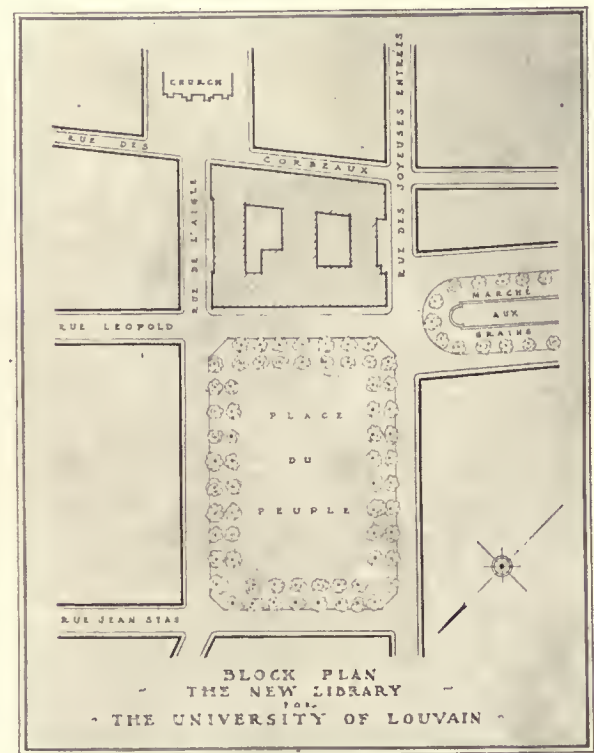 CHURCH
RUE DES
CORBEAUX
RUE DES JOYEUSES ENTRÉES
RUE DE L'AIGLE
MARCHÉ
AUX
GRAINS
RUE LEOPOLD
PLACE
DU
PEUPLE
RUE JEAN STAS
BLOCK PLAN
THE NEW LIBRARY
FOR
THE UNIVERSITY OF LOUVAIN